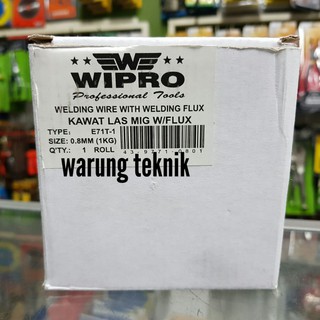 WIPRO
Professional Tools
WELDING WIRE WITH WELDING FLUX
KAWAT LAS MIG W/FLUX
TYPE: E71T-1
SIZE: 0.8MM (1KG)
Q'TY.: 1 ROLL
warung teknik